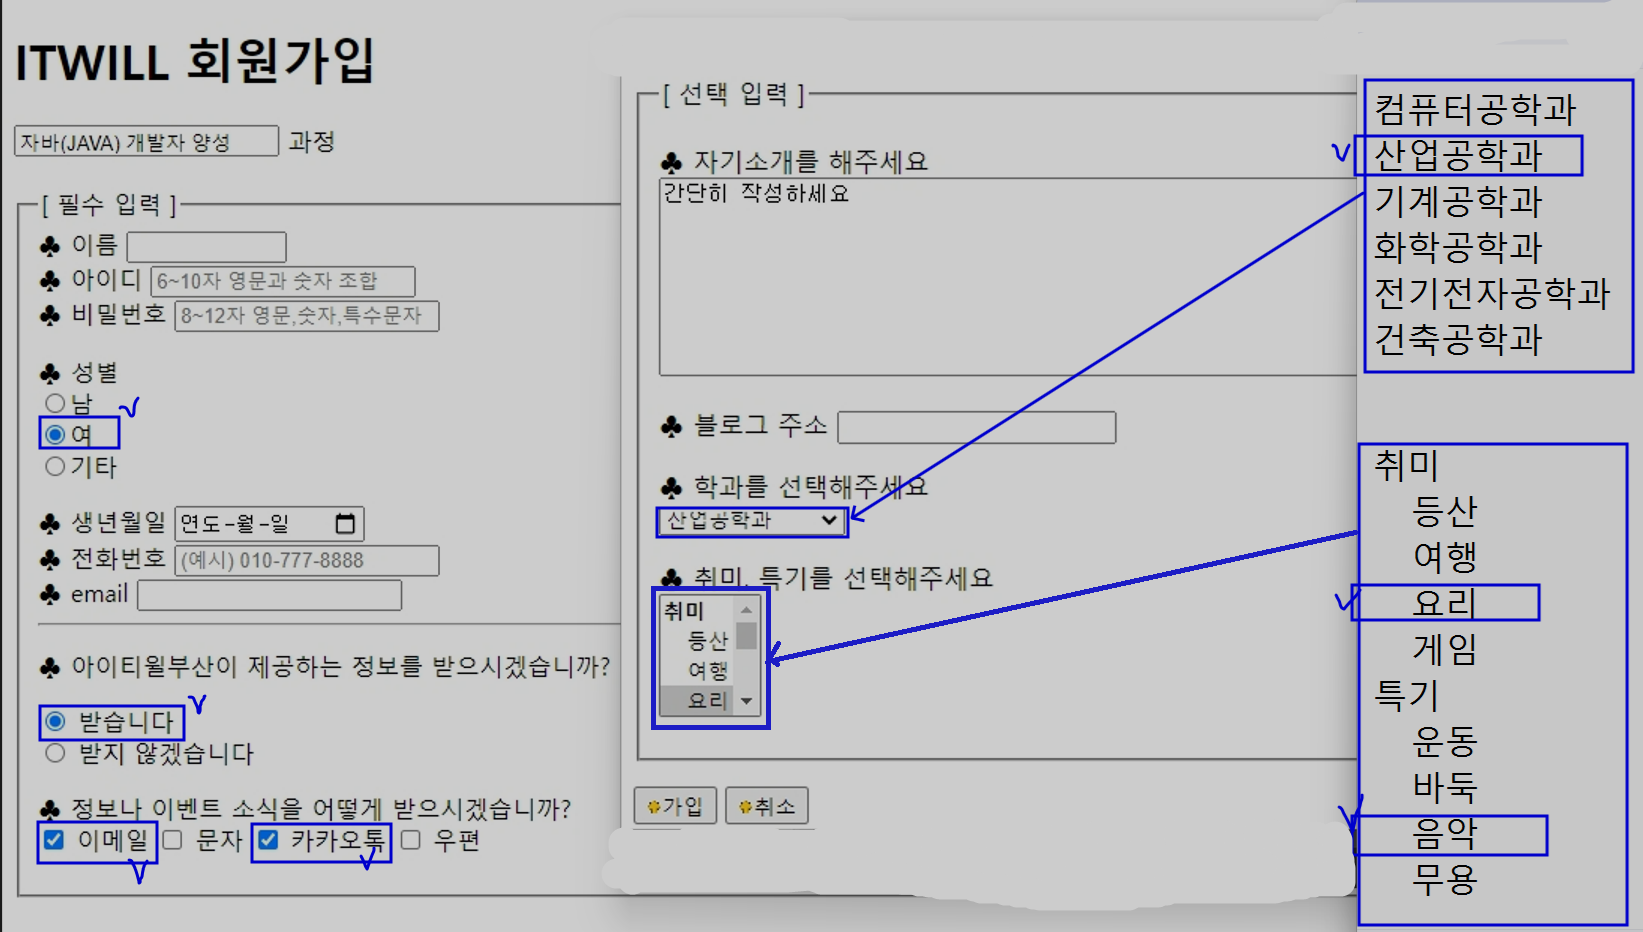 ITWILL 회원가입
자바(JAVA) 개발자 양성 과정
[ 필수 입력 ]
♣ 이름
♣ 아이디 6~10자 영문과 숫자 조합
♣ 비밀번호 8~12자 영문,숫자,특수문자
♣ 성별
남
여
기타
♣ 생년월일 연도-월-일
♣ 전화번호 (예시) 010-777-8888
♣ email
♣ 아이티윌부산이 제공하는 정보를 받으시겠습니까?
받습니다
받지 않겠습니다
♣ 정보나 이벤트 소식을 어떻게 받으시겠습니까?
이메일 문자 카카오톡 우편
[ 선택 입력 ]
♣ 자기소개를 해주세요
간단히 작성하세요
♣ 블로그 주소
♣ 학과를 선택해주세요
산업공학과
♣ 취미, 특기를 선택해주세요
취미
등산
여행
요리
가입 취소
컴퓨터공학과
산업공학과
기계공학과
화학공학과
전기전자공학과
건축공학과
취미
등산
여행
요리
게임
특기
운동
바둑
음악
무용